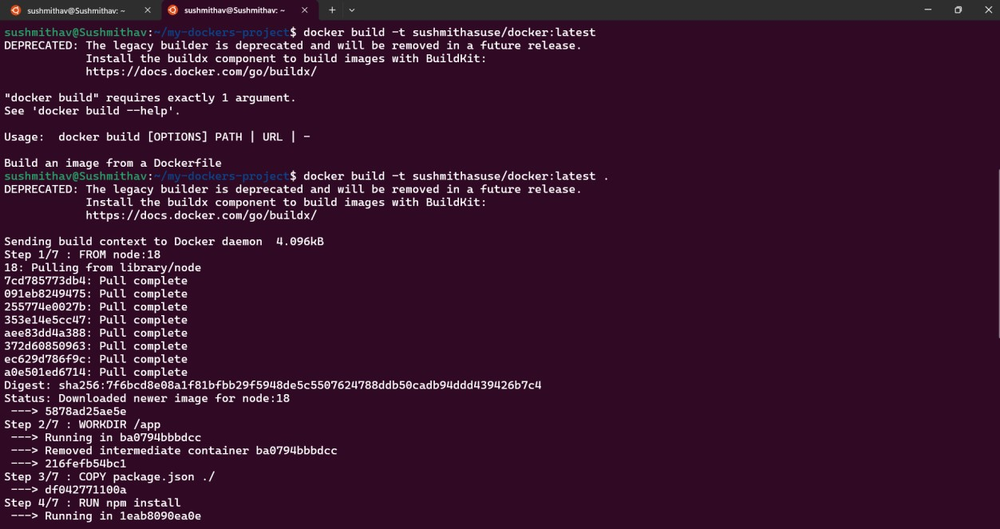 sushmithav@Sushmithav: ~
sushmithav@Sushmithav: ~
sushmithav@Sushmithav:~/my-dockers-project$ docker build -t sushmithasuse/docker:latest
DEPRECATED: The legacy builder is deprecated and will be removed in a future release.
            Install the buildx component to build images with BuildKit:
            https://docs.docker.com/go/buildx/

"docker build" requires exactly 1 argument.
See 'docker build --help'.

Usage:  docker build [OPTIONS] PATH | URL | -

Build an image from a Dockerfile
sushmithav@Sushmithav:~/my-dockers-project$ docker build -t sushmithasuse/docker:latest .
DEPRECATED: The legacy builder is deprecated and will be removed in a future release.
            Install the buildx component to build images with BuildKit:
            https://docs.docker.com/go/buildx/

Sending build context to Docker daemon  4.096kB
Step 1/7 : FROM node:18
18: Pulling from library/node
7cd785773db4: Pull complete
091eb8249475: Pull complete
255774e0027b: Pull complete
353e14e5cc47: Pull complete
aee83dd4a388: Pull complete
372d60850963: Pull complete
ec629d786f9c: Pull complete
a0e501ed6714: Pull complete
Digest: sha256:7f6bcd8e08a1f81bfbb29f5948de5c5507624788ddb50cadb94ddd439426b7c4
Status: Downloaded newer image for node:18
 ---> 5878ad25ae5e
Step 2/7 : WORKDIR /app
 ---> Running in ba0794bbbdcc
 ---> Removed intermediate container ba0794bbbdcc
 ---> 216fefb54bc1
Step 3/7 : COPY package.json ./
 ---> df042771100a
Step 4/7 : RUN npm install
 ---> Running in 1eab8090ea0e